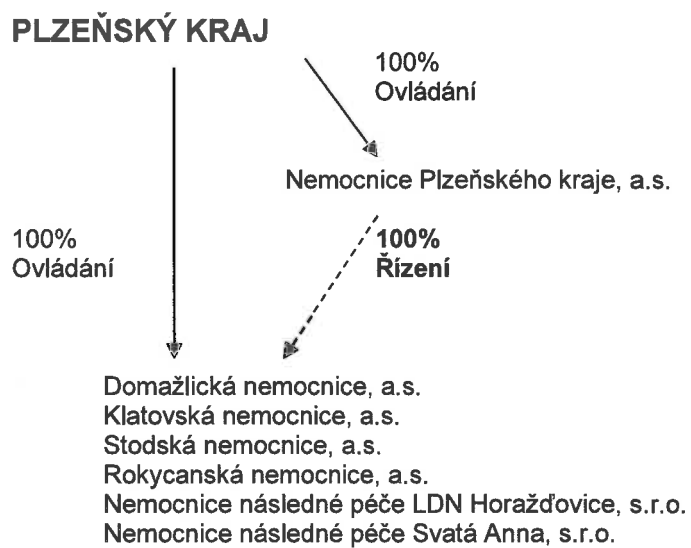 PLZEŇSKÝ KRAJ
100%
Ovládání
Nemocnice Plzeňského kraje, a.s.
100%
Ovládání
100%
Řízení
Domažlická nemocnice, a.s.
Klatovská nemocnice, a.s.
Stodská nemocnice, a.s.
Rokycanská nemocnice, a.s.
Nemocnice následné péče LDN Horažďovice, s.r.o.
Nemocnice následné péče Svatá Anna, s.r.o.